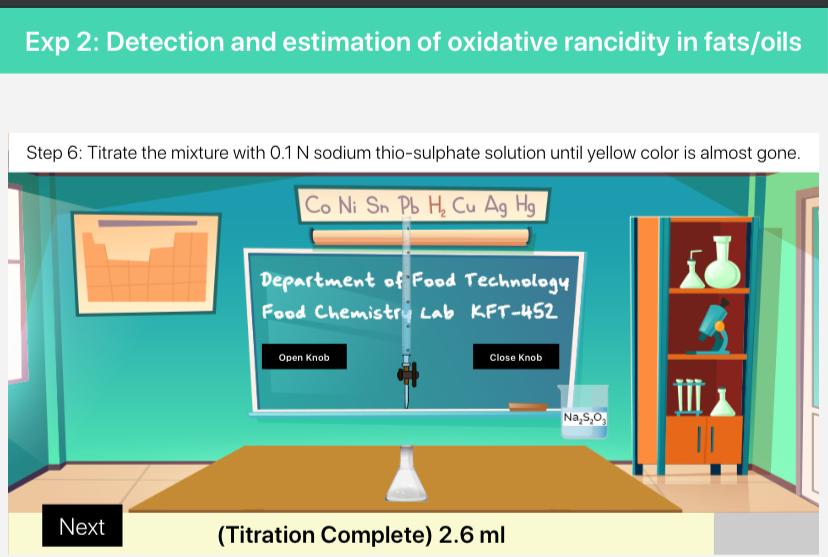 Exp 2: Detection and estimation of oxidative rancidity in fats/oils
Step 6: Titrate the mixture with 0.1 N sodium thio-sulphate solution until yellow color is almost gone.
Co Ni Sn Pb H₂ Cu Ag Hg
Department of Food Technology
Food Chemistry Lab KFT-452
Open Knob
Close Knob
Na₂S₂O₃
Next
(Titration Complete) 2.6 ml